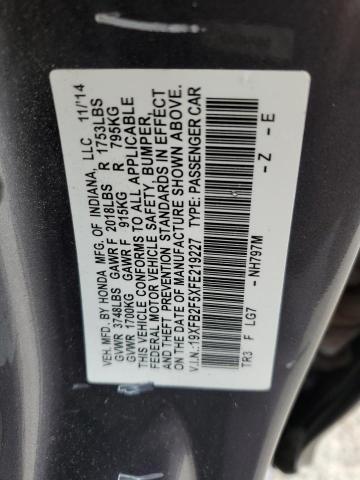 VEH. MFG. BY HONDA MFG. OF INDIANA, LLC 11/'14
GVWR 3748LBS GAWR F 2018LBS R 1753LBS
GVWR 1700KG GAWR F 915KG R 795KG
THIS VEHICLE CONFORMS TO ALL APPLICABLE
FEDERAL MOTOR VEHICLE SAFETY, BUMPER,
AND THEFT PREVENTION STANDARDS IN EFFECT
ON THE DATE OF MANUFACTURE SHOWN ABOVE.
V.I.N.:19XFB2F5XFE219227 TYPE: PASSENGER CAR
TR3 F LG7 - NH797M - Z - E